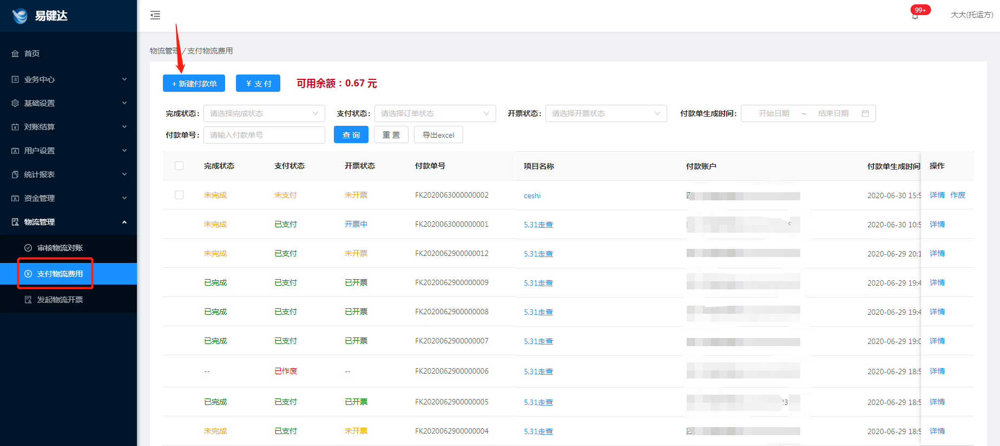 易键达
99+
大大(托运方)
首页
业务中心
基础设置
对账结算
用户设置
统计报表
资金管理
物流管理
审核物流对账
支付物流费用
发起物流开票
物流管理 / 支付物流费用
+ 新建付款单 ¥ 支 付 可用余额：0.67 元
完成状态： 请选择完成状态 支付状态： 请选择订单状态 开票状态： 请选择开票状态 付款单生成时间： 开始日期 ~ 结束日期
付款单号： 请输入付款单号 查 询 重 置 导出excel
完成状态 支付状态 开票状态 付款单号 项目名称 付款账户 付款单生成时间 操作
未完成 未支付 未开票 FK2020063000000002 ceshi 2020-06-30 15:5 详情 作废
未完成 已支付 开票中 FK2020063000000001 5.31走查 2020-06-30 10:5 详情
未完成 已支付 未开票 FK2020062900000012 5.31走查 2020-06-29 20:1 详情
已完成 已支付 已开票 FK2020062900000009 5.31走查 2020-06-29 19:4 详情
已完成 已支付 已开票 FK2020062900000008 5.31走查 2020-06-29 19:4 详情
已完成 已支付 已开票 FK2020062900000007 5.31走查 2020-06-29 19:0 详情
-- 已作废 -- FK2020062900000006 5.31走查 2020-06-29 18:5 详情
已完成 已支付 已开票 FK2020062900000005 5.31走查 2020-06-29 18:5 详情
未完成 已支付 未开票 FK2020062900000004 5.31走查 2020-06-29 18:5 详情